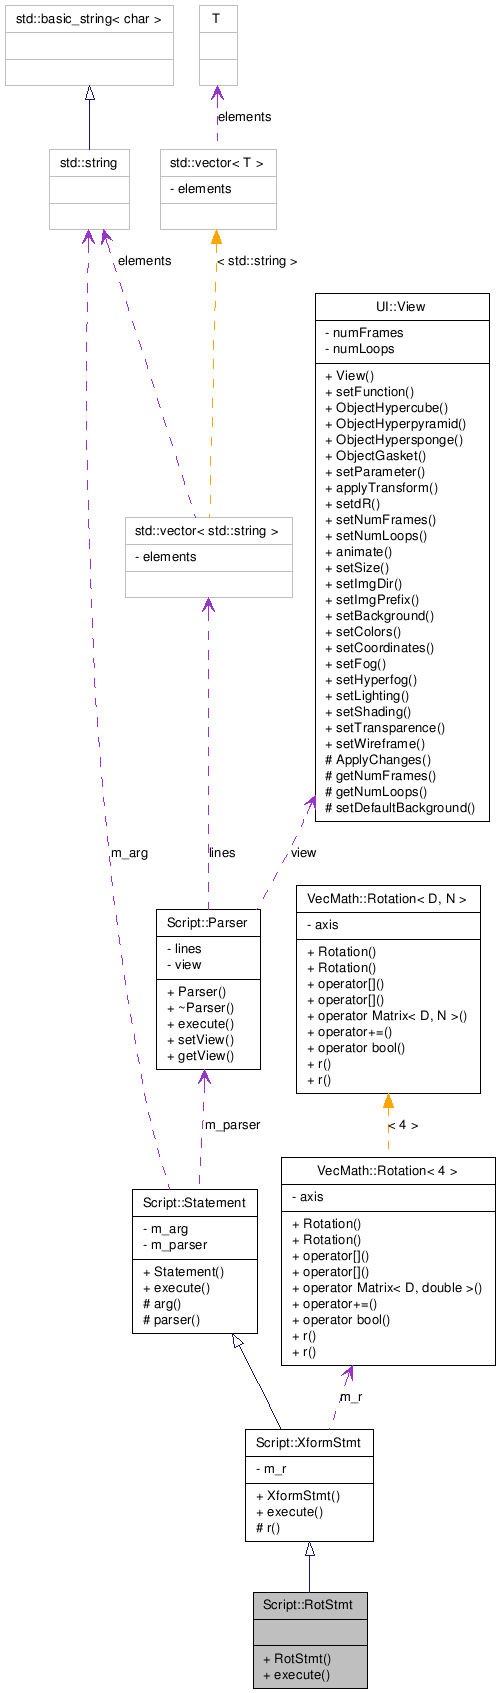 std::basic_string< char >
T
elements
std::string
std::vector< T >
- elements
elements
< std::string >
UI::View
- numFrames
- numLoops
+ View()
+ setFunction()
+ ObjectHypercube()
+ ObjectHyperpyramid()
+ ObjectHypersponge()
+ ObjectGasket()
+ setParameter()
+ applyTransform()
+ setdR()
+ setNumFrames()
+ setNumLoops()
+ animate()
+ setSize()
+ setImgDir()
+ setImgPrefix()
+ setBackground()
+ setColors()
+ setCoordinates()
+ setFog()
+ setHyperfog()
+ setLighting()
+ setShading()
+ setTransparence()
+ setWireframe()
# ApplyChanges()
# getNumFrames()
# getNumLoops()
# setDefaultBackground()
std::vector< std::string >
- elements
m_arg
lines
view
Script::Parser
- lines
- view
+ Parser()
+ ~Parser()
+ execute()
+ setView()
+ getView()
VecMath::Rotation< D, N >
- axis
+ Rotation()
+ Rotation()
+ operator[]()
+ operator[]()
+ operator Matrix< D, N >()
+ operator+=()
+ operator bool()
+ r()
+ r()
m_parser
< 4 >
Script::Statement
- m_arg
- m_parser
+ Statement()
+ execute()
# arg()
# parser()
VecMath::Rotation< 4 >
- axis
+ Rotation()
+ Rotation()
+ operator[]()
+ operator[]()
+ operator Matrix< D, double >()
+ operator+=()
+ operator bool()
+ r()
+ r()
m_r
Script::XformStmt
- m_r
+ XformStmt()
+ execute()
# r()
Script::RotStmt
+ RotStmt()
+ execute()